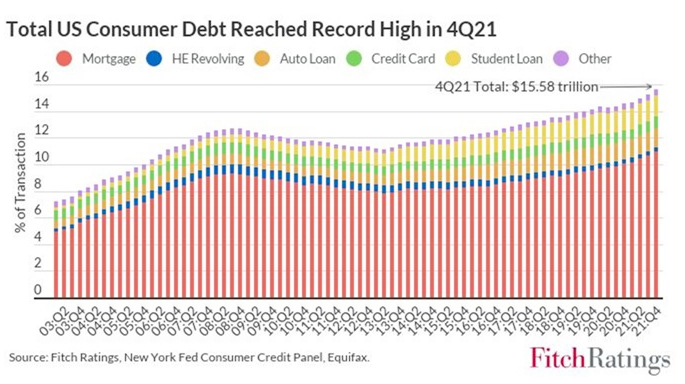 Total US Consumer Debt Reached Record High in 4Q21
Mortgage HE Revolving Auto Loan Credit Card Student Loan Other
4Q21 Total: $15.58 trillion
% of Transaction
16
14
12
10
8
6
4
2
0
03:Q2 03:Q4 04:Q2 04:Q4 05:Q2 05:Q4 06:Q2 06:Q4 07:Q2 07:Q4 08:Q2 08:Q4 09:Q2 09:Q4 10:Q2 10:Q4 11:Q2 11:Q4 12:Q2 12:Q4 13:Q2 13:Q4 14:Q2 14:Q4 15:Q2 15:Q4 16:Q2 16:Q4 17:Q2 17:Q4 18:Q2 18:Q4 19:Q2 19:Q4 20:Q2 20:Q4 21:Q2 21:Q4
Source: Fitch Ratings, New York Fed Consumer Credit Panel, Equifax.
FitchRatings